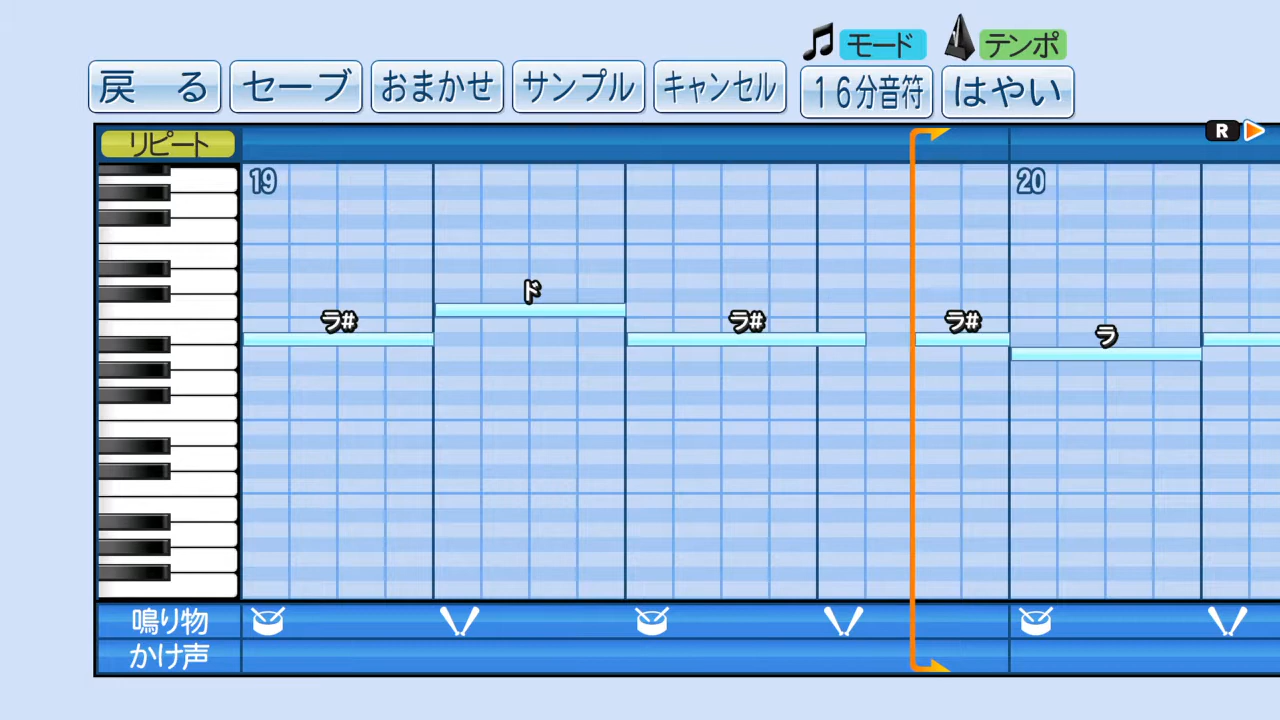 モード テンポ
戻る セーブ おまかせ サンプル キャンセル 16分音符 はやい
R
リピート
19 20
ド
ラ# ラ# ラ#
ラ
鳴り物
かけ声